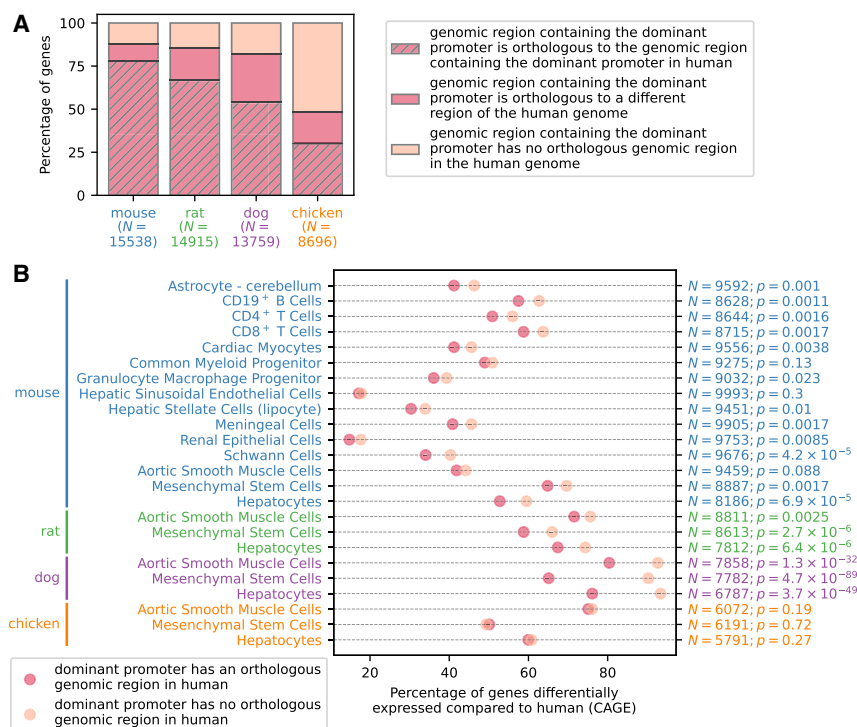 A
Percentage of genes
100
75
50
25
0
mouse
(N =
15538)
rat
(N =
14915)
dog
(N =
13759)
chicken
(N =
8696)
genomic region containing the dominant
promoter is orthologous to the genomic region
containing the dominant promoter in human
genomic region containing the dominant
promoter is orthologous to a different
region of the human genome
genomic region containing the dominant
promoter has no orthologous genomic region
in the human genome
B
mouse
Astrocyte - cerebellum N = 9592; p = 0.001
CD19⁺ B Cells N = 8628; p = 0.0011
CD4⁺ T Cells N = 8644; p = 0.0016
CD8⁺ T Cells N = 8715; p = 0.0017
Cardiac Myocytes N = 9556; p = 0.0038
Common Myeloid Progenitor N = 9275; p = 0.13
Granulocyte Macrophage Progenitor N = 9032; p = 0.023
Hepatic Sinusoidal Endothelial Cells N = 9993; p = 0.3
Hepatic Stellate Cells (lipocyte) N = 9451; p = 0.01
Meningeal Cells N = 9905; p = 0.0017
Renal Epithelial Cells N = 9753; p = 0.0085
Schwann Cells N = 9676; p = 4.2 × 10⁻⁵
Aortic Smooth Muscle Cells N = 9459; p = 0.088
Mesenchymal Stem Cells N = 8887; p = 0.0017
Hepatocytes N = 8186; p = 6.9 × 10⁻⁵
rat
Aortic Smooth Muscle Cells N = 8811; p = 0.0025
Mesenchymal Stem Cells N = 8613; p = 2.7 × 10⁻⁶
Hepatocytes N = 7812; p = 6.4 × 10⁻⁶
dog
Aortic Smooth Muscle Cells N = 7858; p = 1.3 × 10⁻³²
Mesenchymal Stem Cells N = 7782; p = 4.7 × 10⁻⁸⁹
Hepatocytes N = 6787; p = 3.7 × 10⁻⁴⁹
chicken
Aortic Smooth Muscle Cells N = 6072; p = 0.19
Mesenchymal Stem Cells N = 6191; p = 0.72
Hepatocytes N = 5791; p = 0.27
20 40 60 80
Percentage of genes differentially
expressed compared to human (CAGE)
dominant promoter has an orthologous
genomic region in human
dominant promoter has no orthologous
genomic region in human